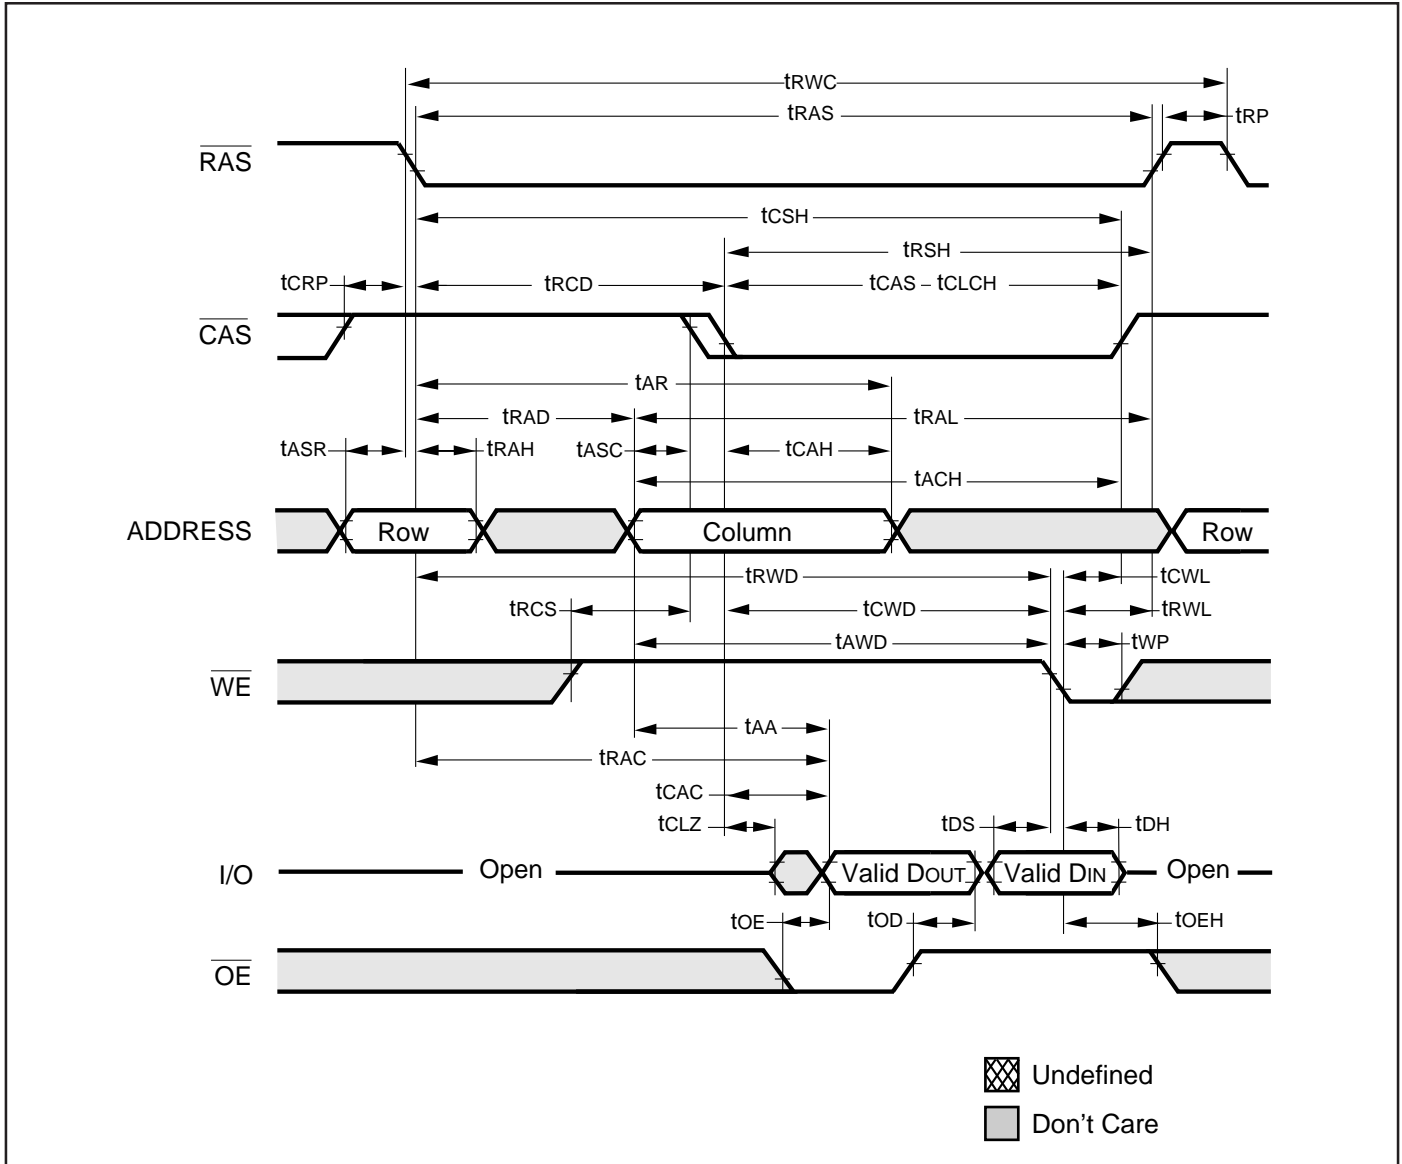 tRWC
tRAS
tRP
RAS
tCSH
tRSH
tCRP
tRCD
tCAS – tCLCH
CAS
tAR
tRAD
tRAL
tASR
tRAH
tASC
tCAH
tACH
ADDRESS
Row
Column
Row
tRWD
tCWL
tRCS
tCWD
tRWL
tAWD
tWP
WE
tAA
tRAC
tCAC
tCLZ
tDS
tDH
I/O
Open
Valid DOUT
Valid DIN
Open
tOE
tOD
tOEH
OE
Undefined
Don't Care